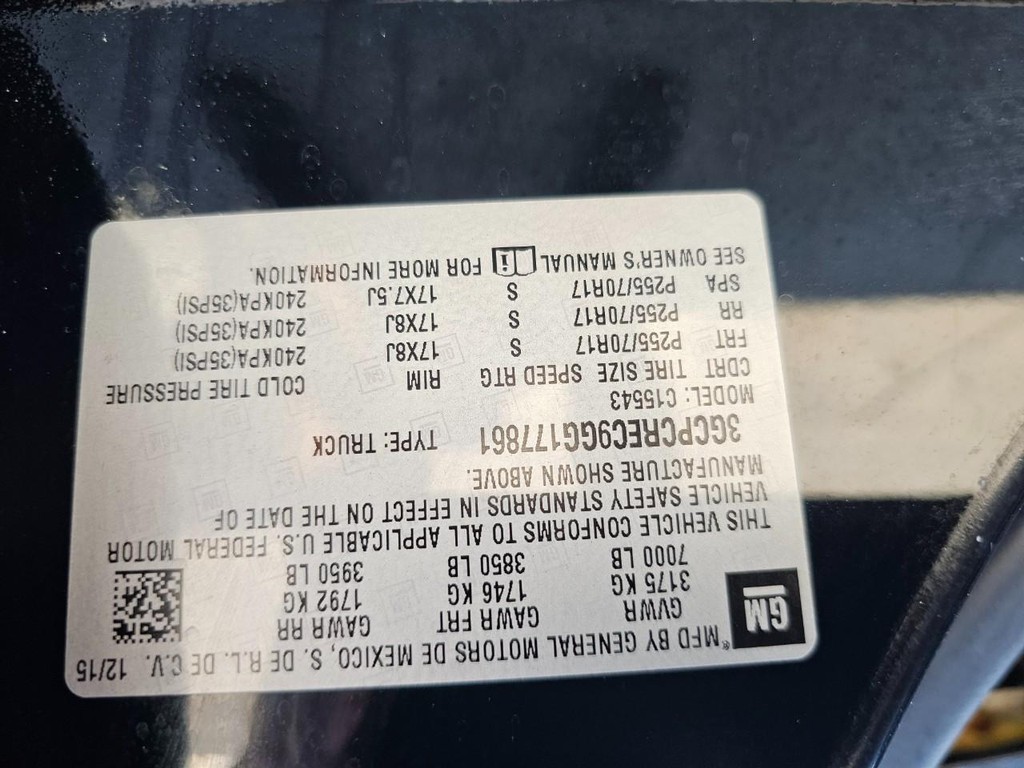 GM
®MFD BY GENERAL MOTORS DE MEXICO, S. DE R.L. DE C.V. 12/15
GVWR GAWR FRT GAWR RR
3175 KG 1746 KG 1792 KG
7000 LB 3850 LB 3950 LB
THIS VEHICLE CONFORMS TO ALL APPLICABLE U.S. FEDERAL MOTOR
VEHICLE SAFETY STANDARDS IN EFFECT ON THE DATE OF
MANUFACTURE SHOWN ABOVE.
3GCPCREC9GG177861 TYPE: TRUCK
MODEL: C15543
CDRT TIRE SIZE SPEED RTG RIM COLD TIRE PRESSURE
FRT P255/70R17 S 17X8J 240KPA(35PSI)
RR P255/70R17 S 17X8J 240KPA(35PSI)
SPA P255/70R17 S 17X7.5J 240KPA(35PSI)
SEE OWNER'S MANUAL i FOR MORE INFORMATION.